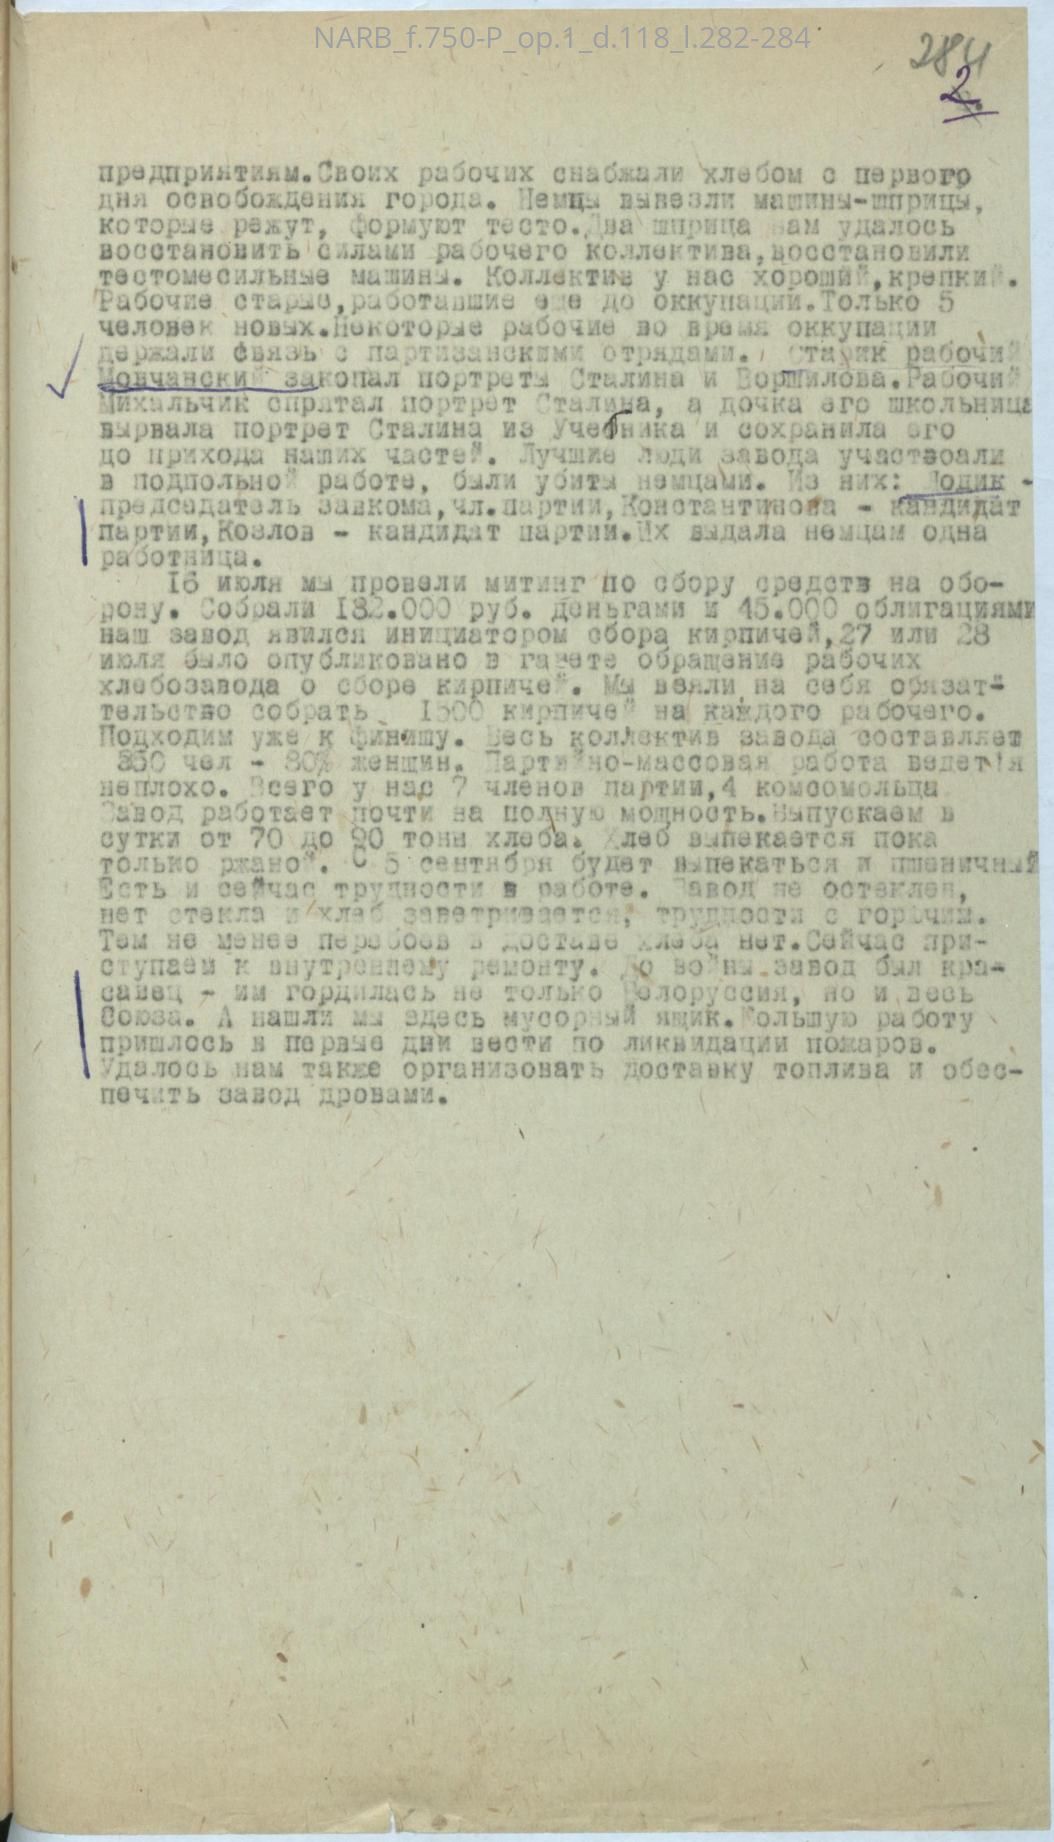 NARB_f.750-P_op.1_d.118_l.282-284
284
2
предприятиям.Своих рабочих снабжали хлебом с первого
дня освобождения города. Немцы вывезли машины-шприцы,
которые режут, формуют тесто.Два шприца нам удалось
восстановить силами рабочего коллектива,восстановили
тестомесильные машины. Коллектив у нас хороший,крепкий.
Рабочие старые,работавшие еще до оккупации.Только 5
человек новых.Некоторые рабочие во время оккупации
держали связь с партизанскими отрядами. Старик рабочий
Мовчанский закопал портреты Сталина и Ворошилова.Рабочий
Михальчик спрятал портрет Сталина, а дочка его школьница
вырвала портрет Сталина из Учебника и сохранила его
до прихода наших частей. Лучшие люди завода участвоали
в подпольной работе, были убиты немцами. Из них: Лодик -
председатель завкома,чл.партии,Константинова - кандидат
партии,Козлов - кандидат партии.Их выдала немцам одна
работница.
16 июля мы провели митинг по сбору средств на обо-
рону. Собрали 182.000 руб. деньгами и 45.000 облигациями
наш завод явился инициатором сбора кирпичей,27 или 28
июля было опубликовано в газете обращение рабочих
хлебозавода о сборе кирпичей. Мы взяли на себя обязат-
тельство собрать 1500 кирпичей на каждого рабочего.
Подходим уже к финишу. Весь коллектив завода составляет
350 чел - 80% женщин. Партийно-массовая работа ведется
неплохо. Всего у нас 7 членов партии,4 комсомольца
Завод работает почти на полную мощность.Выпускаем в
сутки от 70 до 90 тонн хлеба. Хлеб выпекается пока
только ржаной. С 5 сентября будет выпекаться и пшеничный
Есть и сейчас трудности в работе. Завод не остеклен,
нет стекла и хлеб заветривается, трудности с горючим.
Тем не менее перебоев в доставе хлеба нет.Сейчас при-
ступаем к внутреннему ремонту. До войны завод был кра-
савец - им гордилась не только Белоруссия, но и весь
Союза. А нашли мы здесь мусорный ящик.Большую работу
пришлось в первые дни вести по ликвидации пожаров.
Удалось нам также организовать доставку топлива и обес-
печить завод дровами.